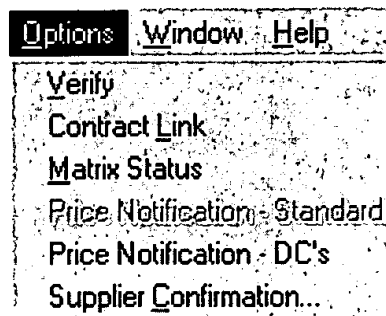 Options Window Help
Verify
Contract Link
Matrix Status
Price Notification - Standard
Price Notification - DC's
Supplier Confirmation...